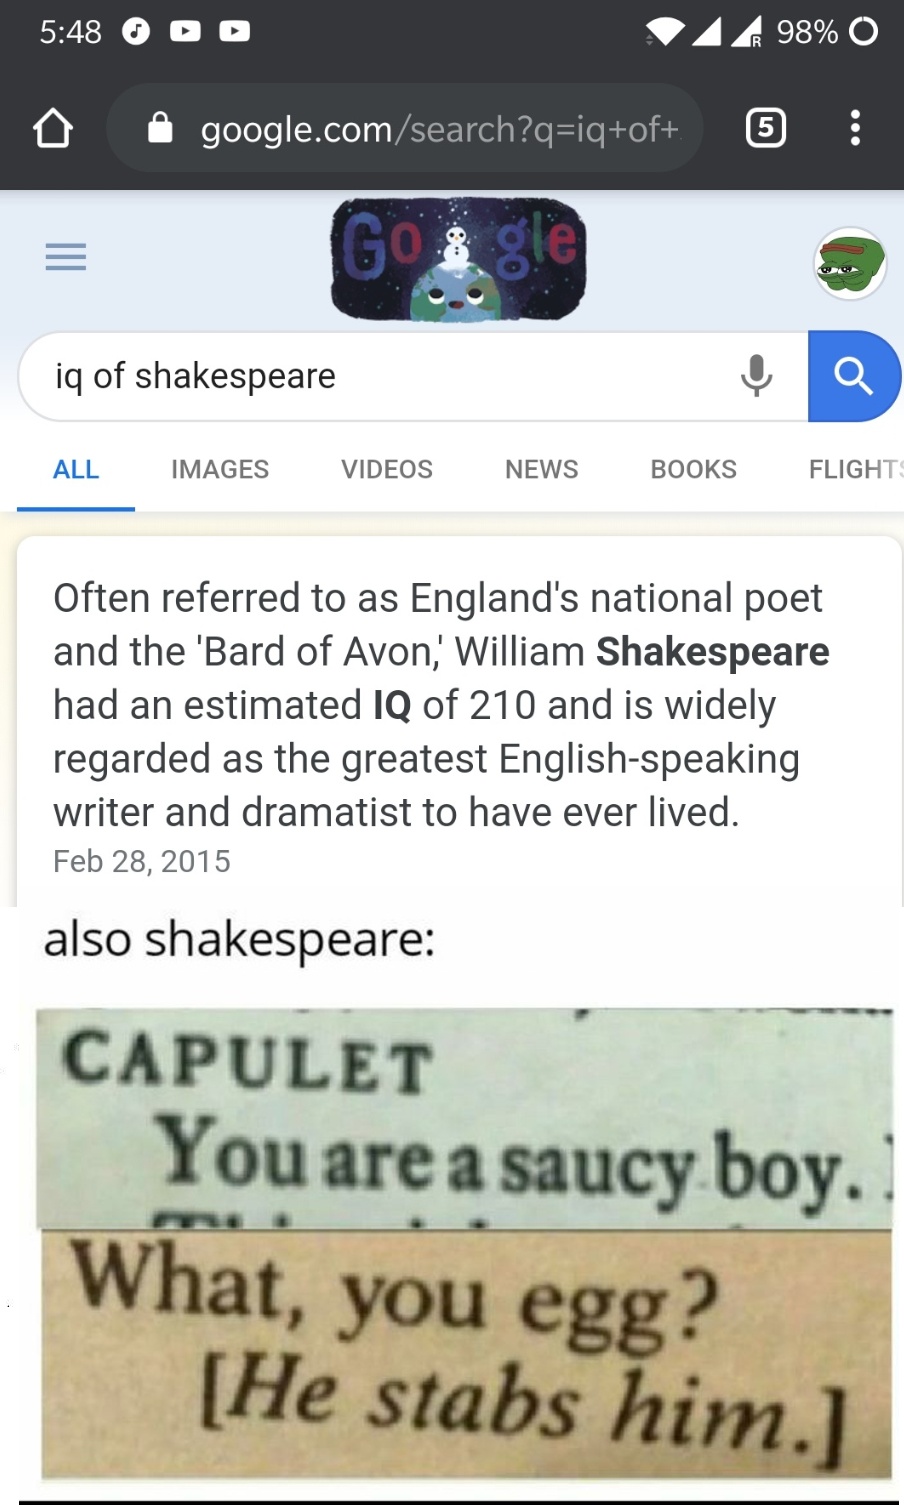 5:48
R 98%
google.com/search?q=iq+of+
5
Google
iq of shakespeare
ALL IMAGES VIDEOS NEWS BOOKS FLIGHTS
Often referred to as England's national poet
and the 'Bard of Avon,' William Shakespeare
had an estimated IQ of 210 and is widely
regarded as the greatest English-speaking
writer and dramatist to have ever lived.
Feb 28, 2015
also shakespeare:
CAPULET
You are a saucy boy.
What, you egg?
[He stabs him.]